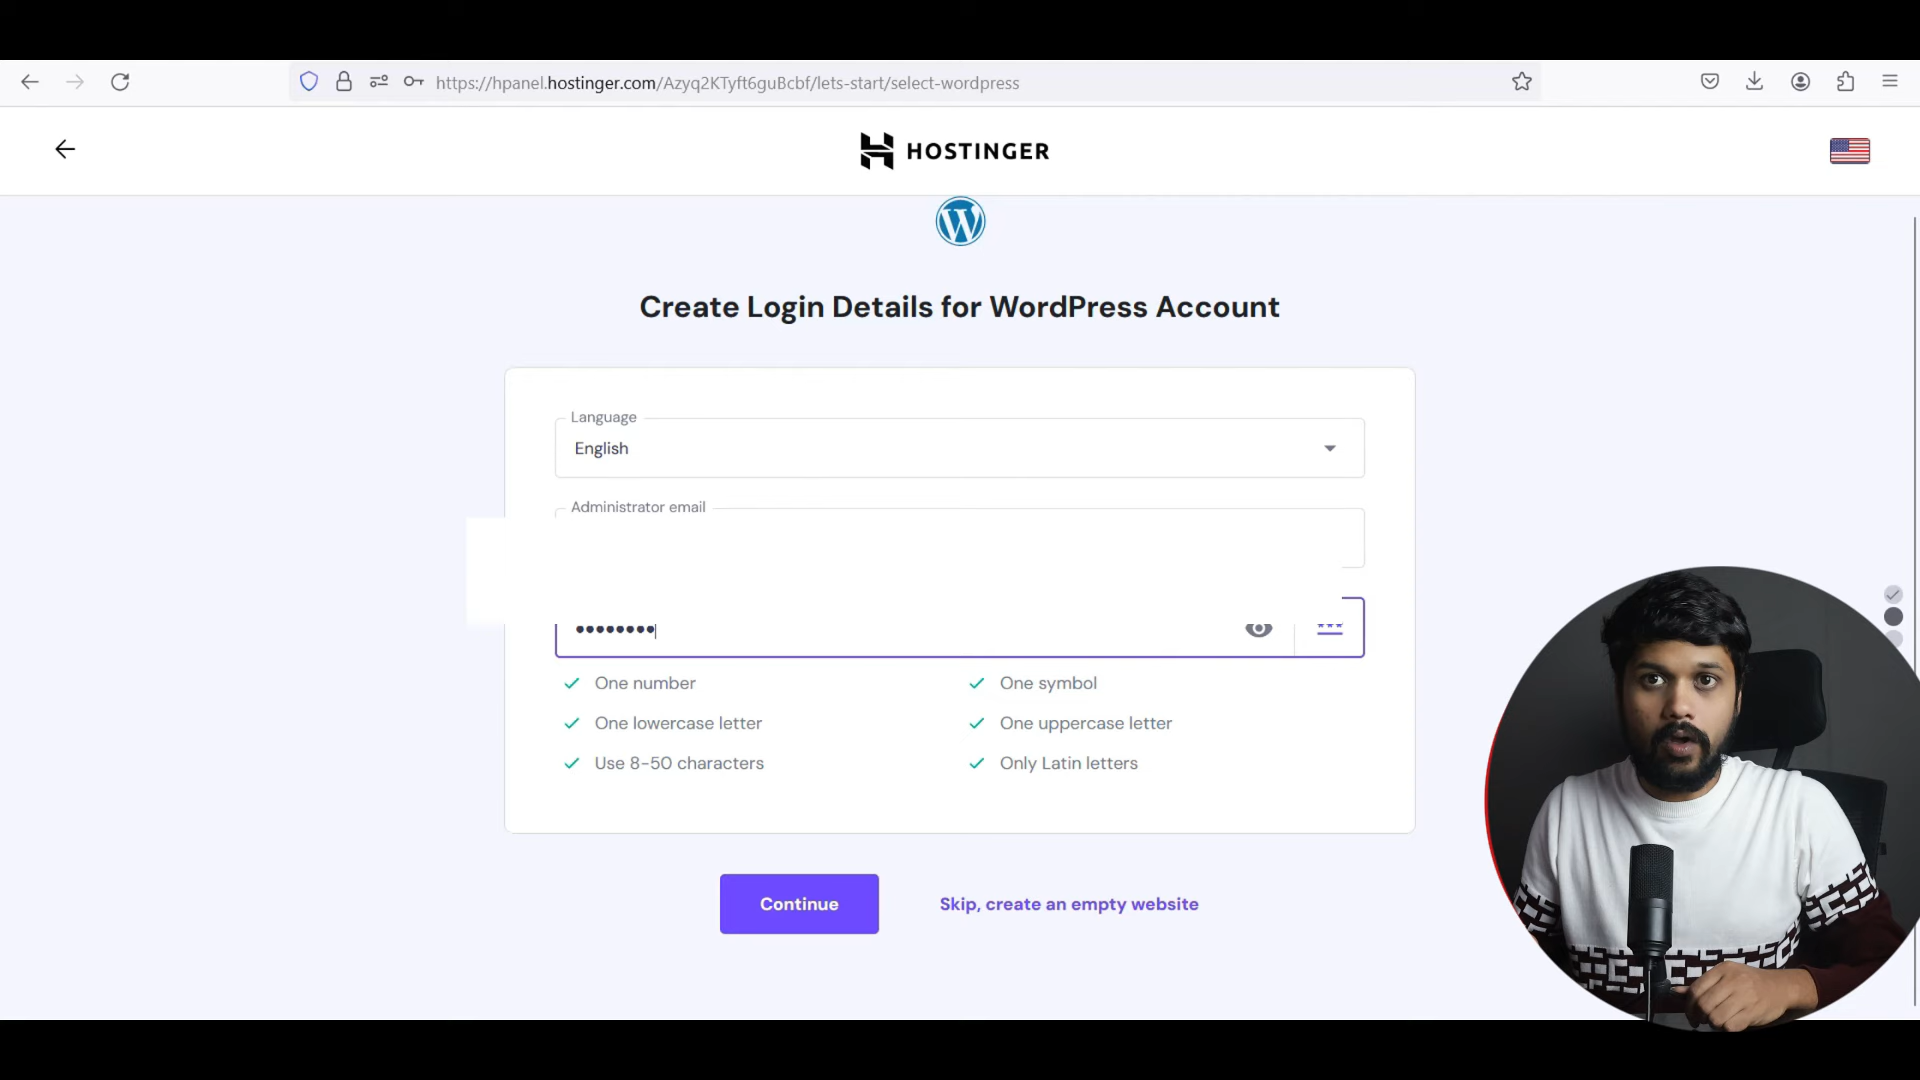 https://hpanel.hostinger.com/Azyq2KTyft6guBcbf/lets-start/select-wordpress
HOSTINGER
Create Login Details for WordPress Account
Language
English
Administrator email
••••••••
One number
One symbol
One lowercase letter
One uppercase letter
Use 8-50 characters
Only Latin letters
Continue
Skip, create an empty website